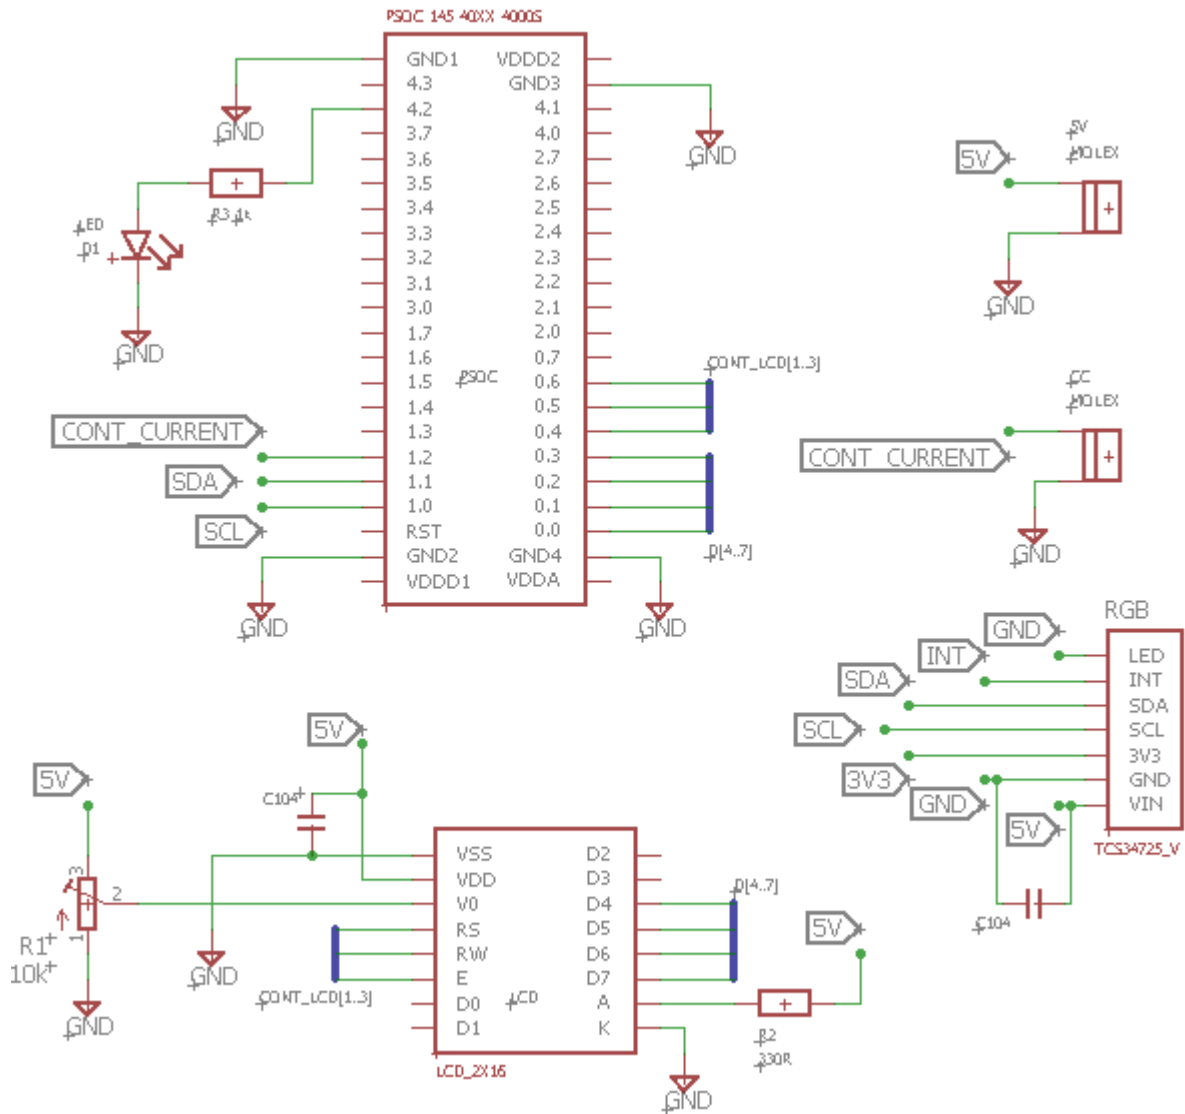 PSOC 145 40XX 4000S
GND1 VDDD2
4.3 GND3
4.2 4.1
3.7 4.0
3.6 2.7
3.5 2.6
3.4 2.5
3.3 2.4
3.2 2.3
3.1 2.2
3.0 2.1
1.7 2.0
1.6 0.7
1.5 0.6
1.4 0.5
1.3 0.4
1.2 0.3
1.1 0.2
1.0 0.1
RST 0.0
GND2 GND4
VDDD1 VDDA
PSOC
GND
GND
R3 1k
LED
D1
GND
CONT_CURRENT
SDA
SCL
GND
GND
CONT_LCD[1..3]
D[4..7]
5V
5V
MOLEX
GND
CC
MOLEX
CONT_CURRENT
GND
RGB
GND
INT
SDA
SCL
3V3
GND
5V
LED
INT
SDA
SCL
3V3
GND
VIN
TCS34725_V
C104
5V
5V
C104
3
2
1
R1
10k
GND
GND
VSS D2
VDD D3
V0 D4
RS D5
RW D6
E D7
D0 A
D1 K
LCD
LCD_2X16
CONT_LCD[1..3]
D[4..7]
5V
R2
330R
GND